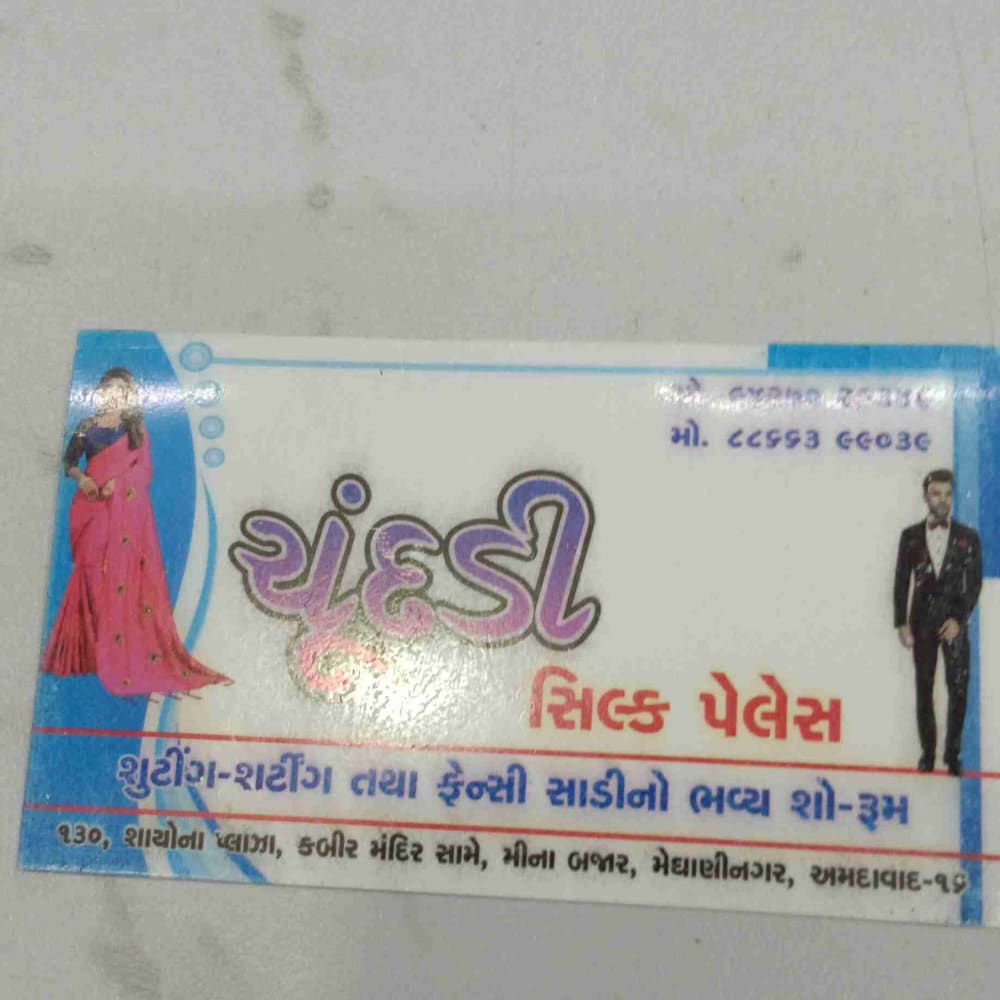 મો.
મો. ૮૮૬૬૩ ૯૯૦૩૯
ચૂંદડી
સિલ્ક પેલેસ
શુટીંગ-શર્ટીંગ તથા ફેન્સી સાડીનો ભવ્ય શો-રૂમ
૧૩૦, શાયોના પ્લાઝા, કબીર મંદિર સામે, મીના બજાર, મેઘાણીનગર, અમદાવાદ-૧૬